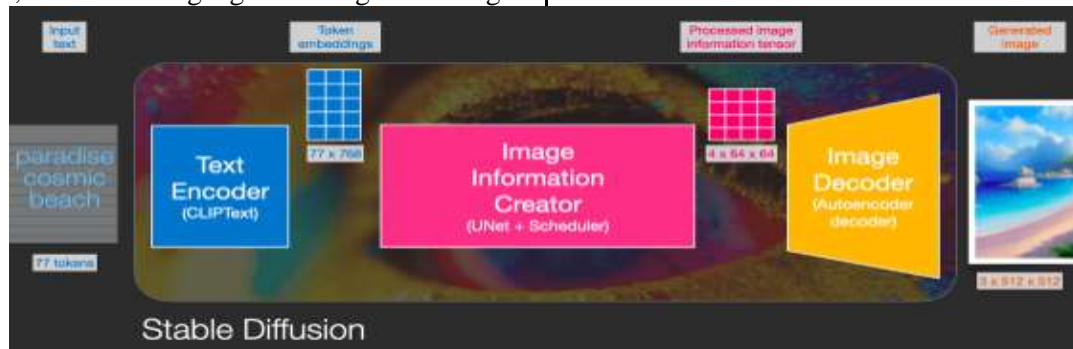 Input
text
Token
embeddings
Processed Image
Information tensor
Generated
image
paradise
cosmic
beach
77 tokens
Text
Encoder
(CLIPText)
77 x 768
Image
Information
Creator
(UNet + Scheduler)
4 x 64 x 64
Image
Decoder
(Autoencoder
decoder)
3 x 512 x 512
Stable Diffusion